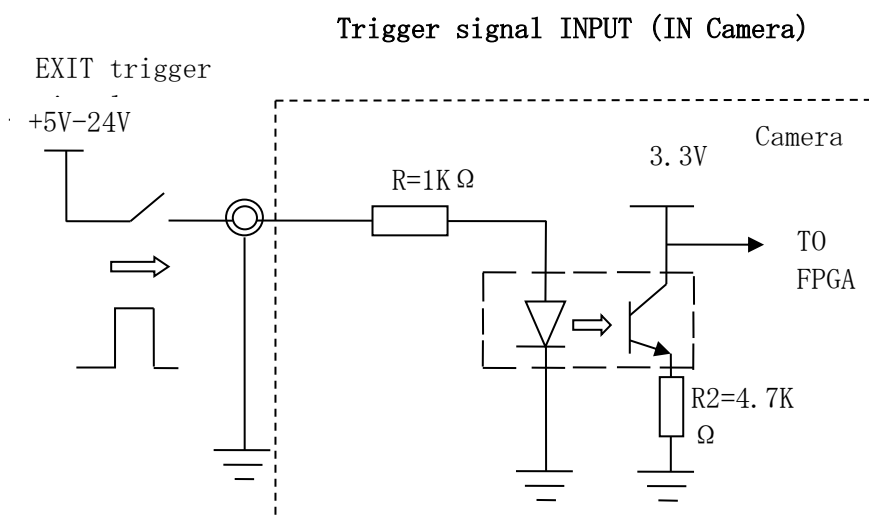 Trigger signal INPUT (IN Camera)
EXIT trigger
+5V-24V
Camera
3.3V
R=1KΩ
TO
FPGA
R2=4.7K
Ω